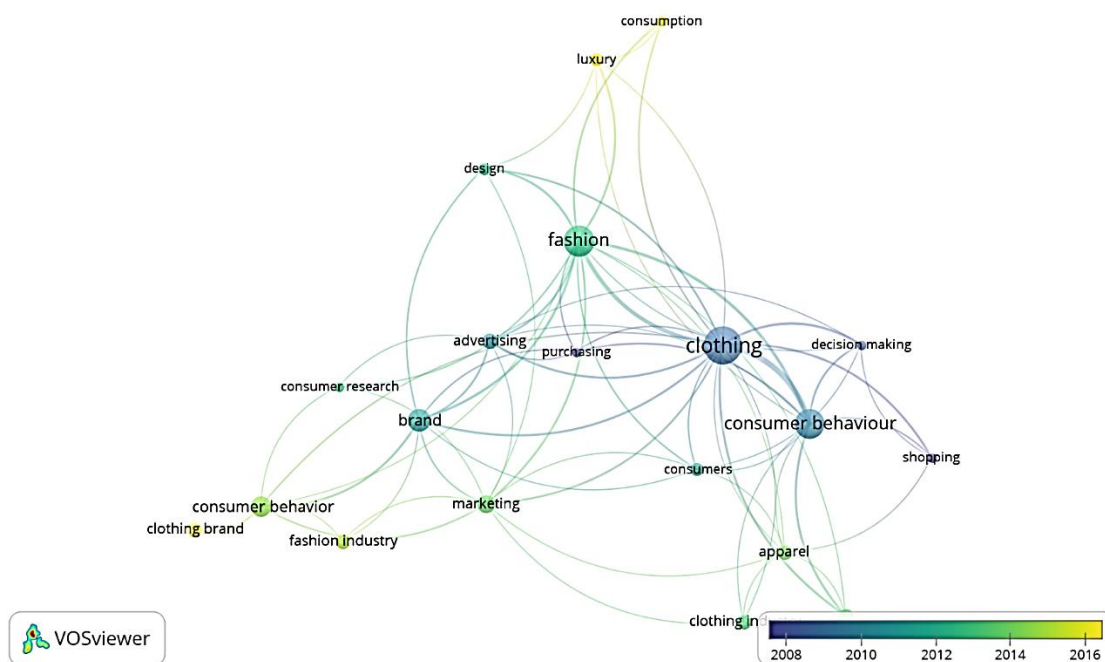 consumption
luxury
design
fashion
advertising
purchasing
clothing
decision making
consumer research
brand
consumer behaviour
shopping
consumers
consumer behavior
marketing
clothing brand
fashion industry
apparel
clothing
VOSviewer
2008 2010 2012 2014 2016